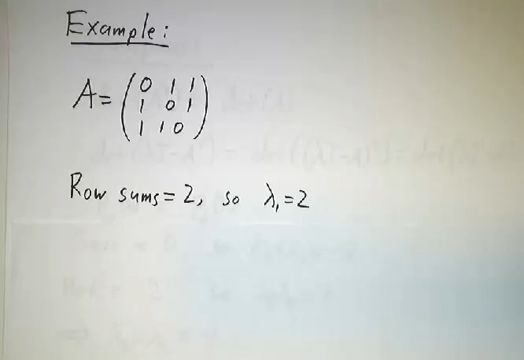 Example:
A = (0 1 1
1 0 1
1 1 0)
Row sums = 2, so λ₁ = 2